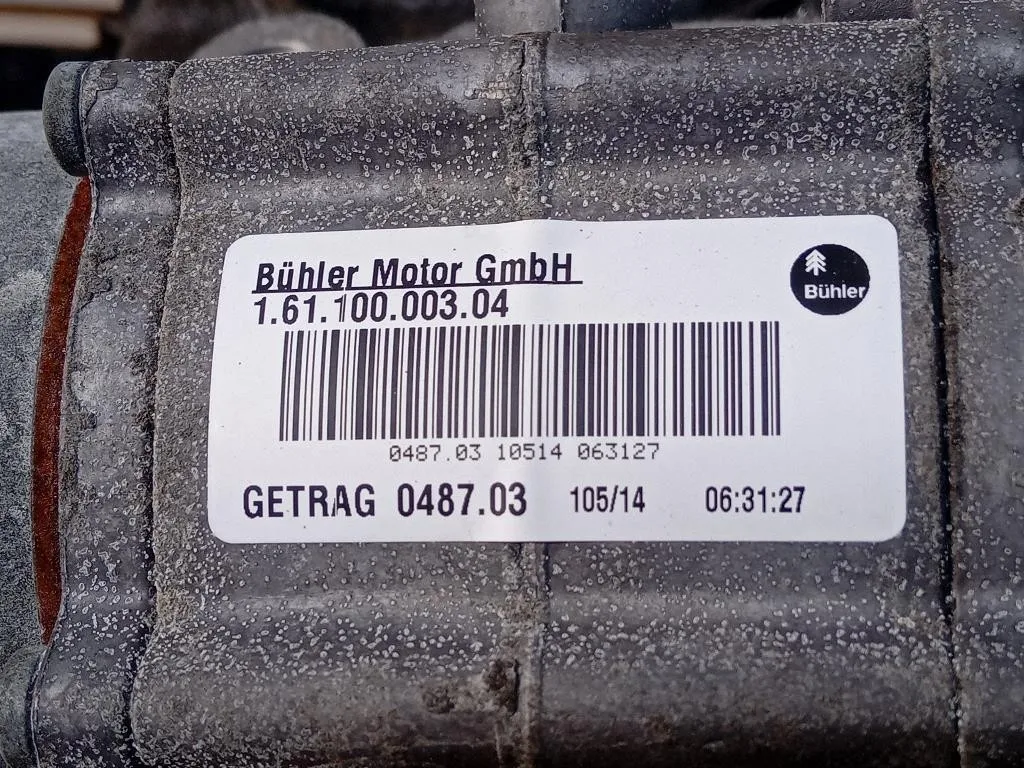 Bühler Motor GmbH
Bühler
1.61.100.003.04
0487.03 10514 063127
GETRAG 0487.03 105/14 06:31:27